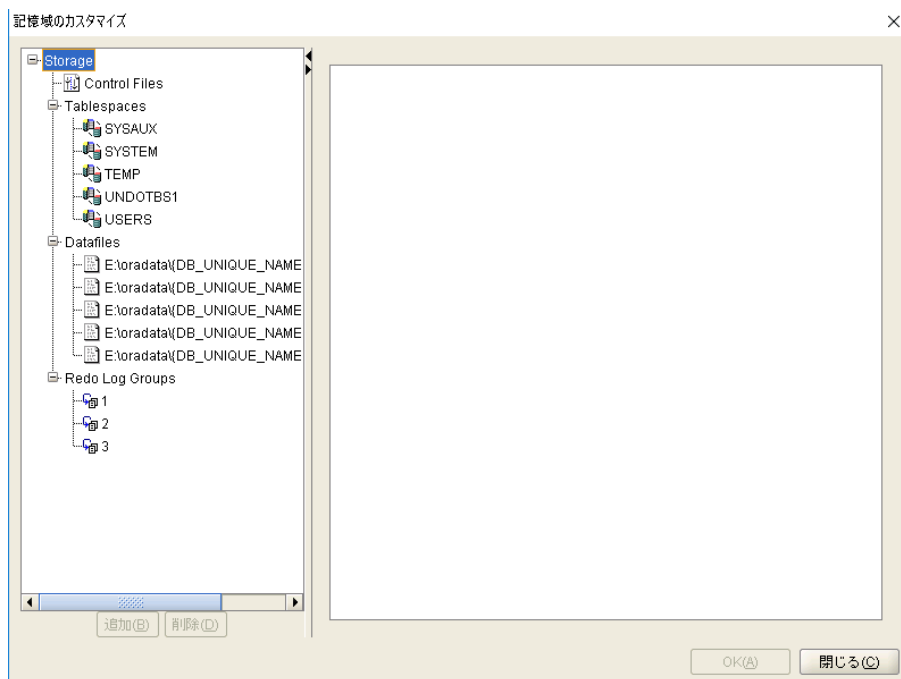 記憶域のカスタマイズ
Storage
Control Files
Tablespaces
SYSAUX
SYSTEM
TEMP
UNDOTBS1
USERS
Datafiles
E:\oradata\{DB_UNIQUE_NAME
E:\oradata\{DB_UNIQUE_NAME
E:\oradata\{DB_UNIQUE_NAME
E:\oradata\{DB_UNIQUE_NAME
E:\oradata\{DB_UNIQUE_NAME
Redo Log Groups
1
2
3
追加(B) 削除(D)
OK(A) 閉じる(C)